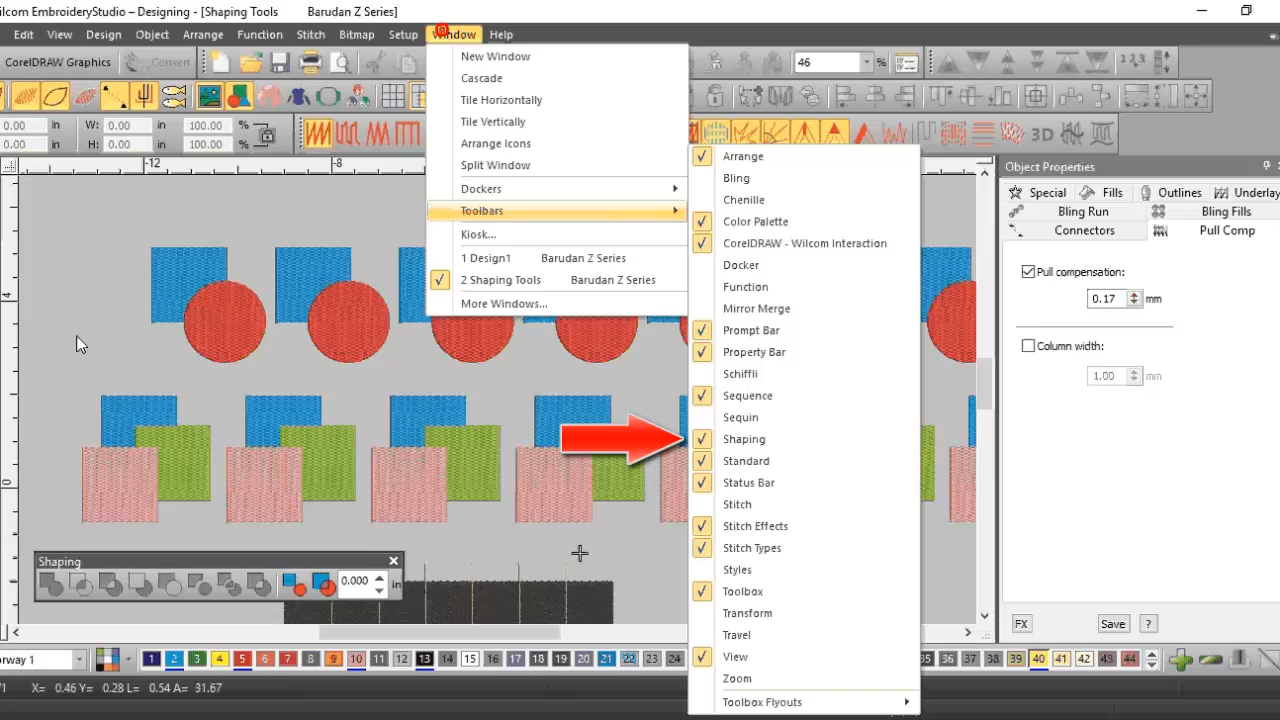 ilcom EmbroideryStudio – Designing - [Shaping Tools Barudan Z Series]
Edit View Design Object Arrange Function Stitch Bitmap Setup Window Help
CorelDRAW Graphics Convert 46 % 1 2 3
0.00 in W: 0.00 in 100.00 %
0.00 in H: 0.00 in 100.00 % 3D
-12 -8
4
0
New Window
Cascade
Tile Horizontally
Tile Vertically
Arrange Icons
Split Window
Dockers
Toolbars
Kiosk...
1 Design1 Barudan Z Series
2 Shaping Tools Barudan Z Series
More Windows...
Arrange
Bling
Chenille
Color Palette
CorelDRAW - Wilcom Interaction
Docker
Function
Mirror Merge
Prompt Bar
Property Bar
Schiffli
Sequence
Sequin
Shaping
Standard
Status Bar
Stitch
Stitch Effects
Stitch Types
Styles
Toolbox
Transform
Travel
View
Zoom
Toolbox Flyouts
Object Properties
Special Fills Outlines Underlay
Bling Run Bling Fills
Connectors Pull Comp
Pull compensation:
0.17 mm
Column width:
1.00 mm
FX Save ?
Shaping
0.000 in
orway 1 1 2 3 4 5 6 7 8 9 10 11 12 13 14 15 16 17 18 19 20 21 22 23 24 35 36 37 38 39 40 41 42 43 44
71 X= 0.46 Y= 0.28 L= 0.54 A= 31.67